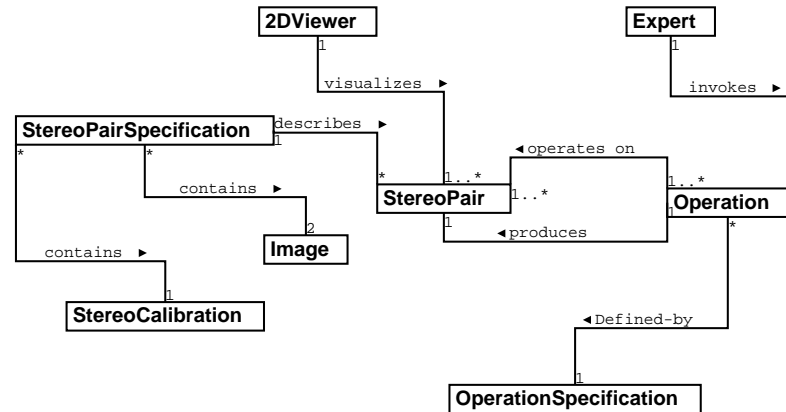 2DViewer
Expert
1
1
visualizes ►
invokes ►
StereoPairSpecification
describes ►
1
*
*
◄ operates on
contains ►
*
1..*
1..*
1..*
StereoPair
Operation
1
1
*
2
◄ produces
Image
contains ►
1
StereoCalibration
◄ Defined-by
1
OperationSpecification